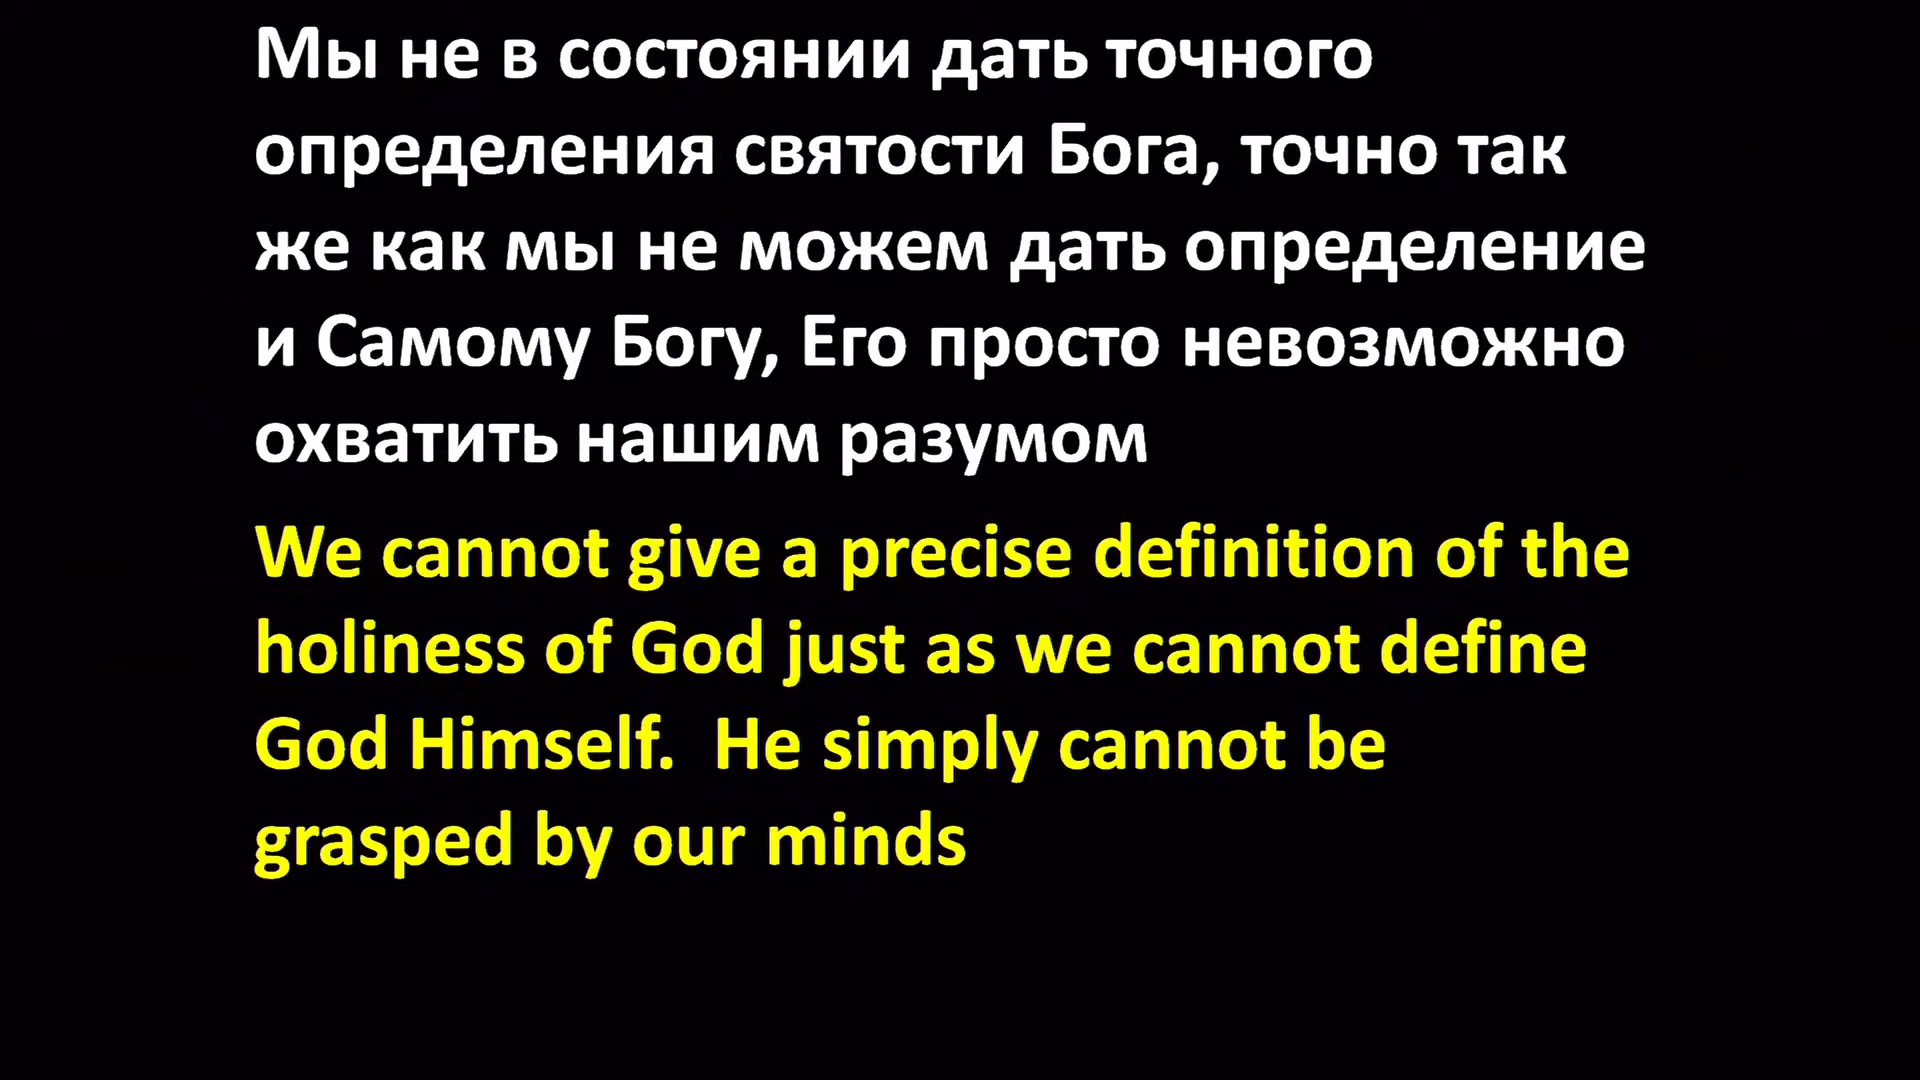 Мы не в состоянии дать точного
определения святости Бога, точно так
же как мы не можем дать определение
и Самому Богу, Его просто невозможно
охватить нашим разумом
We cannot give a precise definition of the
holiness of God just as we cannot define
God Himself.  He simply cannot be
grasped by our minds